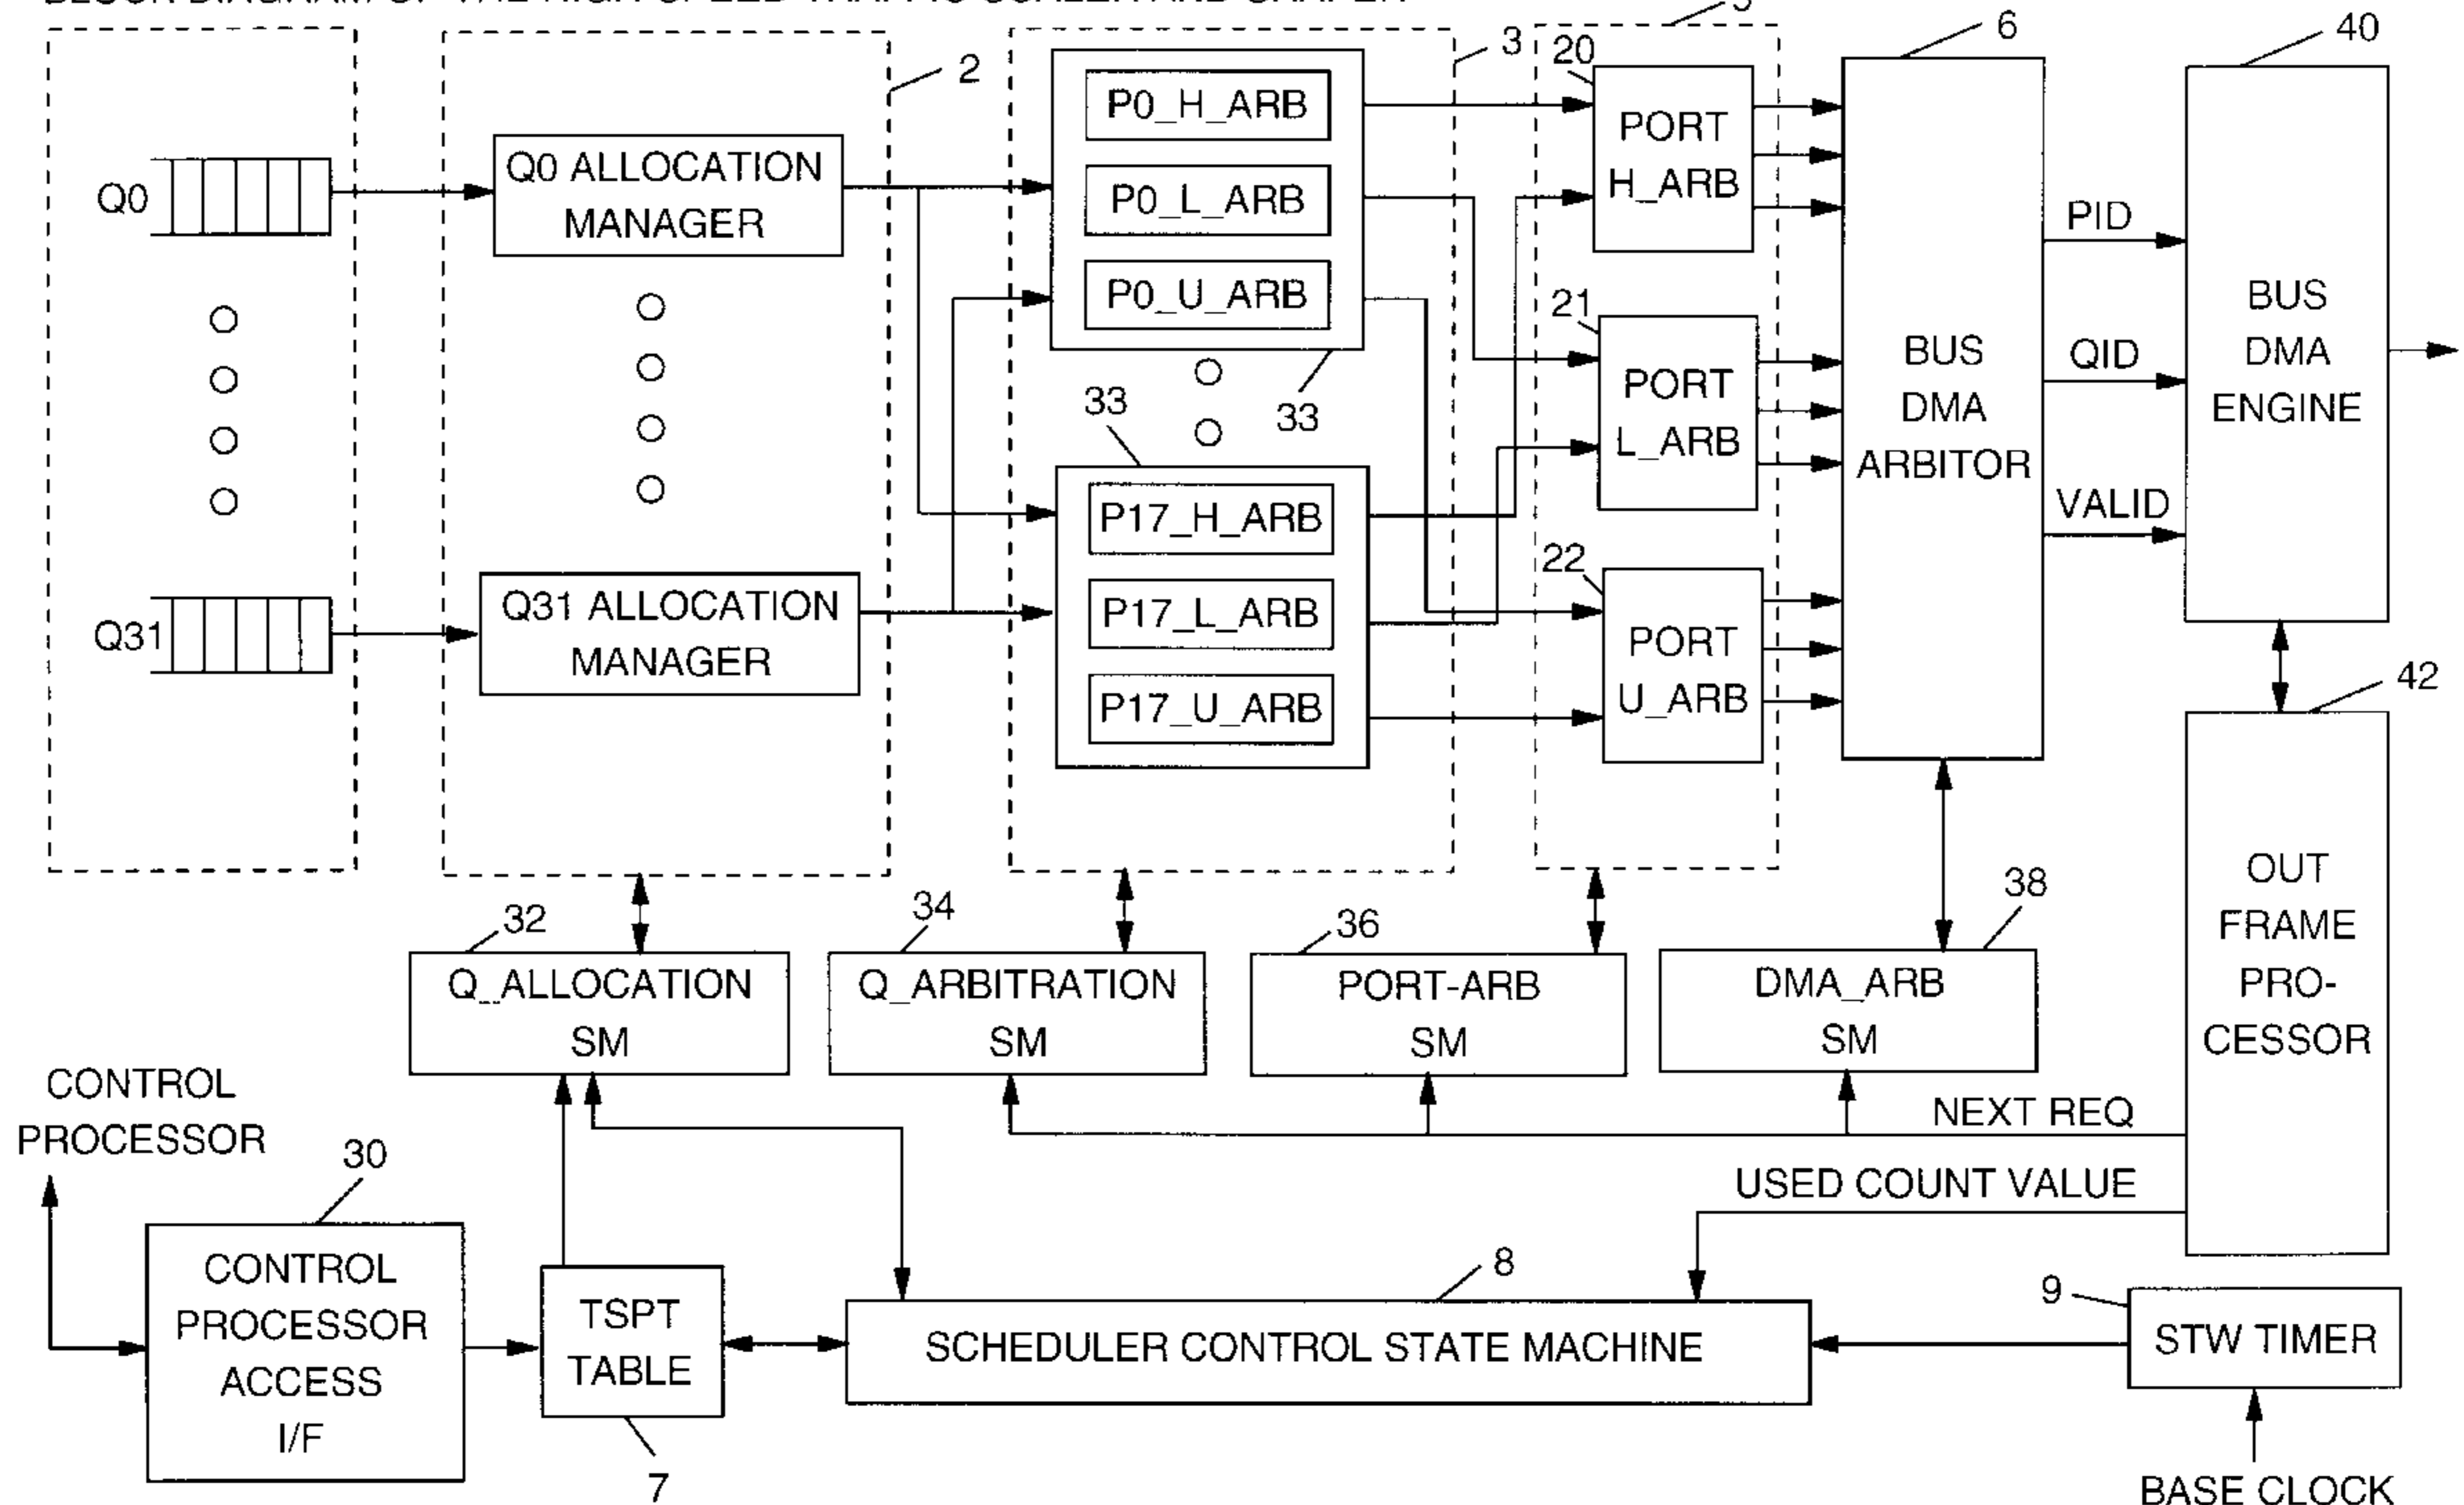 5
6
40
2
3
20
P0_H_ARB
PORT
H_ARB
Q0 ALLOCATION
MANAGER
Q0
P0_L_ARB
PID
P0_U_ARB
21
BUS
DMA
ENGINE
PORT
L_ARB
BUS
DMA
ARBITOR
QID
33
33
VALID
P17_H_ARB
22
Q31 ALLOCATION
MANAGER
Q31
P17_L_ARB
PORT
U_ARB
P17_U_ARB
42
OUT
FRAME
PRO-
CESSOR
32
34
36
38
Q_ALLOCATION
SM
Q_ARBITRATION
SM
PORT-ARB
SM
DMA_ARB
SM
CONTROL
PROCESSOR
NEXT REQ
30
USED COUNT VALUE
CONTROL
PROCESSOR
ACCESS
I/F
TSPT
TABLE
7
8
SCHEDULER CONTROL STATE MACHINE
9
STW TIMER
BASE CLOCK